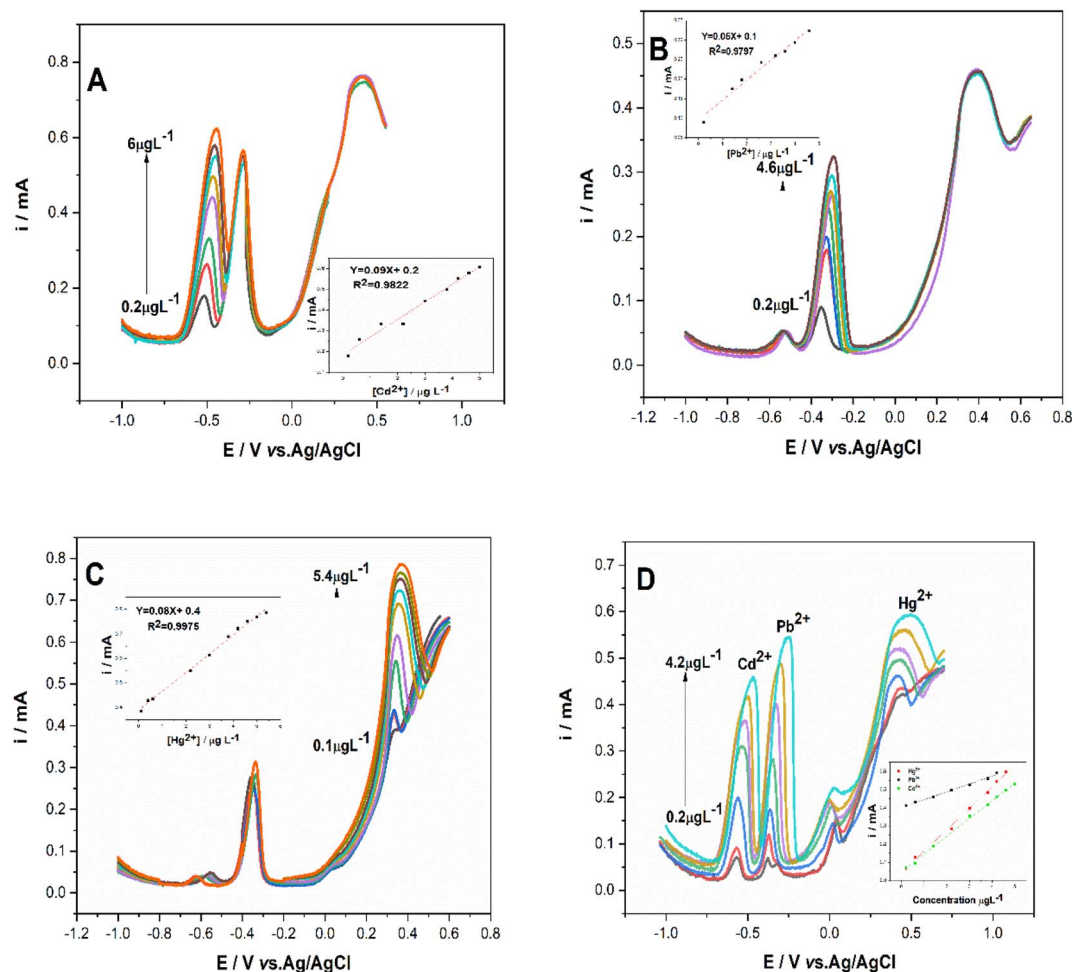 A
i / mA
0.8
0.6
0.4
0.2
0.0
6µgL-1
0.2µgL-1
Y=0.09X+ 0.2
R2=0.9822
i / mA
[Cd2+] / µg L-1
-1.0 -0.5 0.0 0.5 1.0
E / V vs.Ag/AgCl
B
i / mA
0.5
0.4
0.3
0.2
0.1
0.0
Y=0.05X+ 0.1
R2=0.9797
i / mA
[Pb2+] / µg L-1
4.6µgL-1
0.2µgL-1
-1.0 -0.8 -0.6 -0.4 -0.2 0.0 0.2 0.4 0.6 0.8
E / V vs.Ag/AgCl
C
i / mA
0.8
0.7
0.6
0.5
0.4
0.3
0.2
0.1
0.0
5.4µgL-1
0.1µgL-1
Y=0.08X+ 0.4
R2=0.9975
i / mA
[Hg2+] / µg L-1
-1.2 -1.0 -0.8 -0.6 -0.4 -0.2 0.0 0.2 0.4 0.6 0.8
E / V vs.Ag/AgCl
D
i / mA
0.7
0.6
0.5
0.4
0.3
0.2
0.1
0.0
4.2µgL-1
0.2µgL-1
Cd2+
Pb2+
Hg2+
Hg2+
Pb2+
Cd2+
i / mA
Concentration µgL-1
-1.0 -0.5 0.0 0.5 1.0
E / V vs.Ag/AgCl